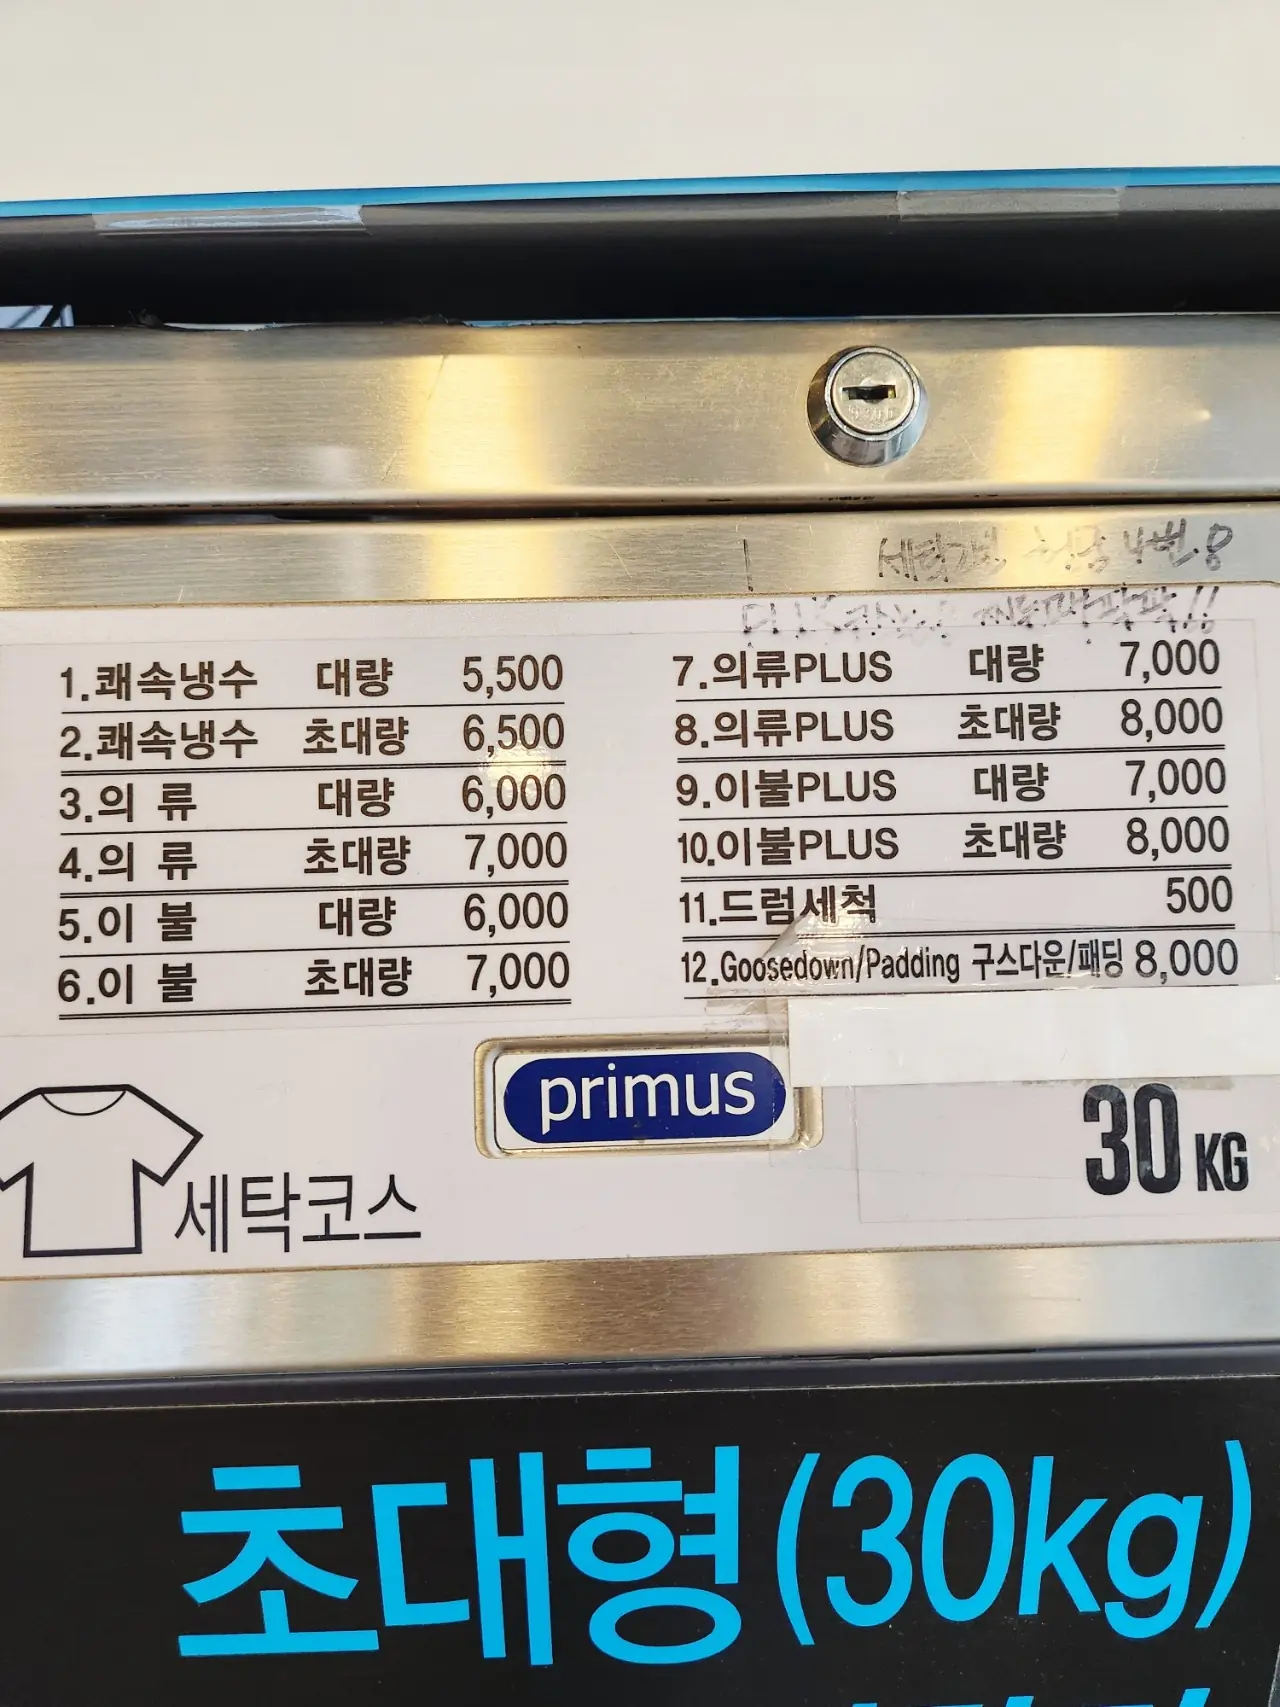 세탁
1.쾌속냉수 대량 5,500
2.쾌속냉수 초대량 6,500
3.의 류 대량 6,000
4.의 류 초대량 7,000
5.이 불 대량 6,000
6.이 불 초대량 7,000
7.의류PLUS 대량 7,000
8.의류PLUS 초대량 8,000
9.이불PLUS 대량 7,000
10.이불PLUS 초대량 8,000
11.드럼세척 500
12.Goosedown/Padding 구스다운/패딩 8,000
primus
30 KG
세탁코스
초대형(30kg)